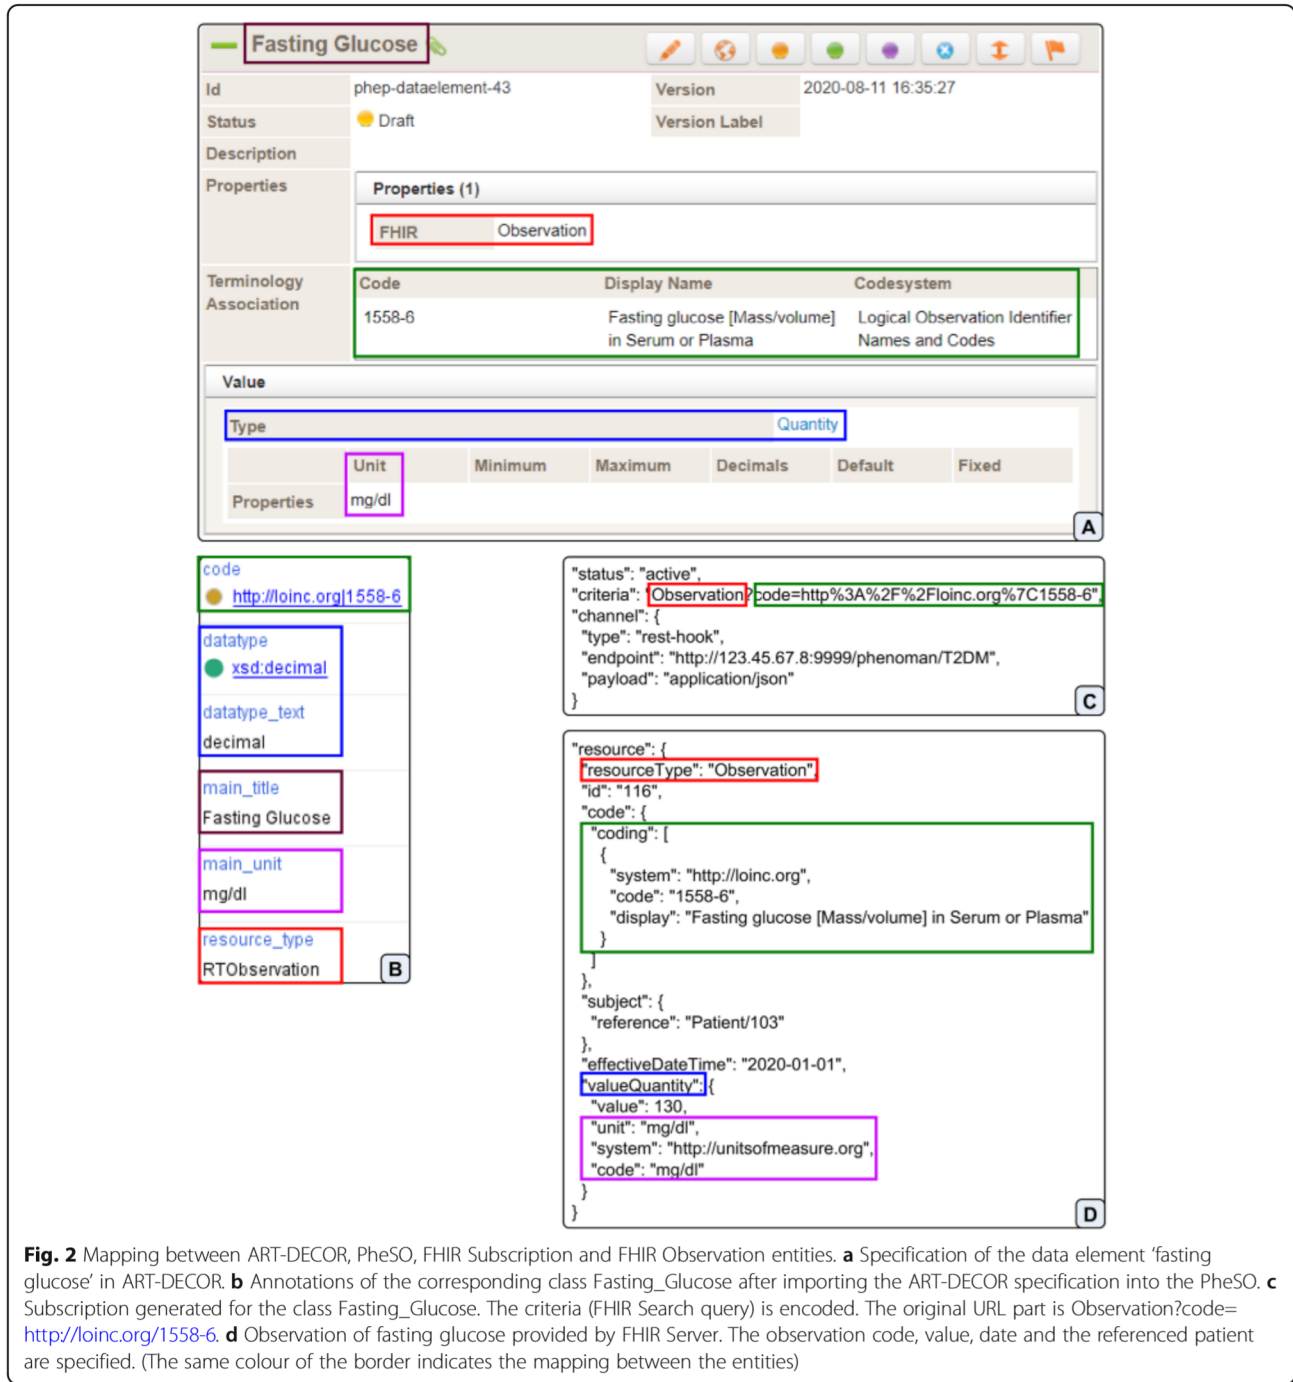 Fasting Glucose
Id phep-dataelement-43 Version 2020-08-11 16:35:27
Status Draft Version Label
Description
Properties Properties (1)
FHIR Observation
Terminology Association Code Display Name Codesystem
1558-6 Fasting glucose [Mass/volume] Logical Observation Identifier
in Serum or Plasma Names and Codes
Value
Type Quantity
Unit Minimum Maximum Decimals Default Fixed
Properties mg/dl
A
code
http://loinc.org|1558-6
datatype
xsd:decimal
datatype_text
decimal
main_title
Fasting Glucose
main_unit
mg/dl
resource_type
RTObservation
B
"status": "active",
"criteria": "Observation?code=http%3A%2F%2Floinc.org%7C1558-6",
"channel": {
"type": "rest-hook",
"endpoint": "http://123.45.67.8:9999/phenoman/T2DM",
"payload": "application/json"
}
C
"resource": {
"resourceType": "Observation",
"id": "116",
"code": {
"coding": [
{
"system": "http://loinc.org",
"code": "1558-6",
"display": "Fasting glucose [Mass/volume] in Serum or Plasma"
}
]
},
"subject": {
"reference": "Patient/103"
},
"effectiveDateTime": "2020-01-01",
"valueQuantity": {
"value": 130,
"unit": "mg/dl",
"system": "http://unitsofmeasure.org",
"code": "mg/dl"
}
}
D
Fig. 2 Mapping between ART-DECOR, PheSO, FHIR Subscription and FHIR Observation entities. a Specification of the data element ‘fasting
glucose’ in ART-DECOR. b Annotations of the corresponding class Fasting_Glucose after importing the ART-DECOR specification into the PheSO. c
Subscription generated for the class Fasting_Glucose. The criteria (FHIR Search query) is encoded. The original URL part is Observation?code=
http://loinc.org/1558-6. d Observation of fasting glucose provided by FHIR Server. The observation code, value, date and the referenced patient
are specified. (The same colour of the border indicates the mapping between the entities)